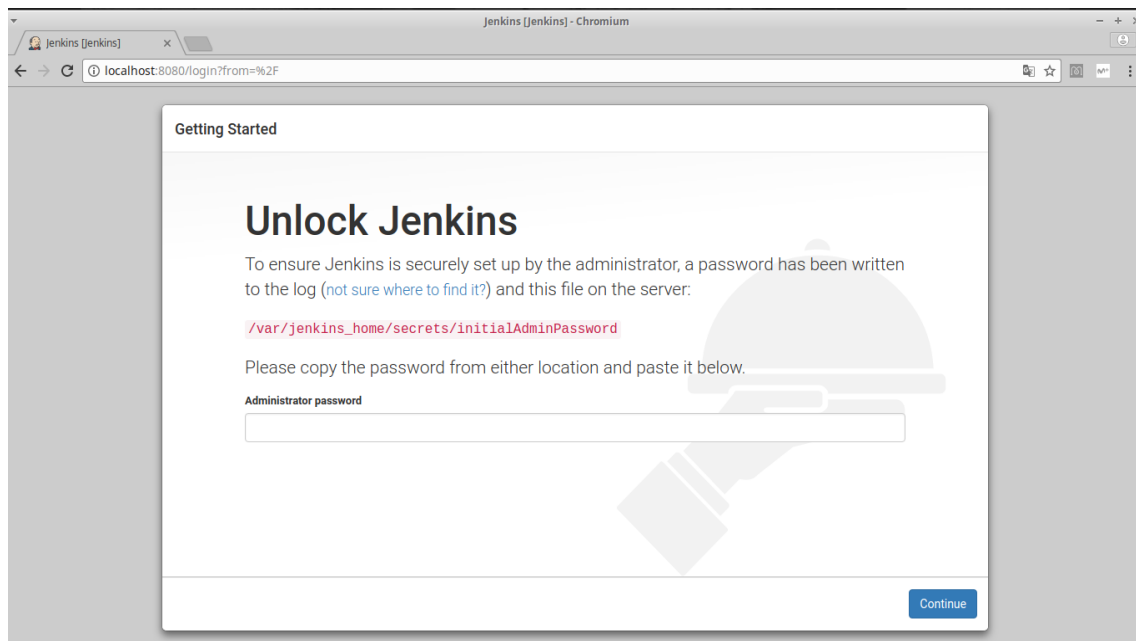 Jenkins [Jenkins] - Chromium
Jenkins [Jenkins]
localhost:8080/login?from=%2F
Getting Started
Unlock Jenkins
To ensure Jenkins is securely set up by the administrator, a password has been written
to the log (not sure where to find it?) and this file on the server:
/var/jenkins_home/secrets/initialAdminPassword
Please copy the password from either location and paste it below.
Administrator password
Continue